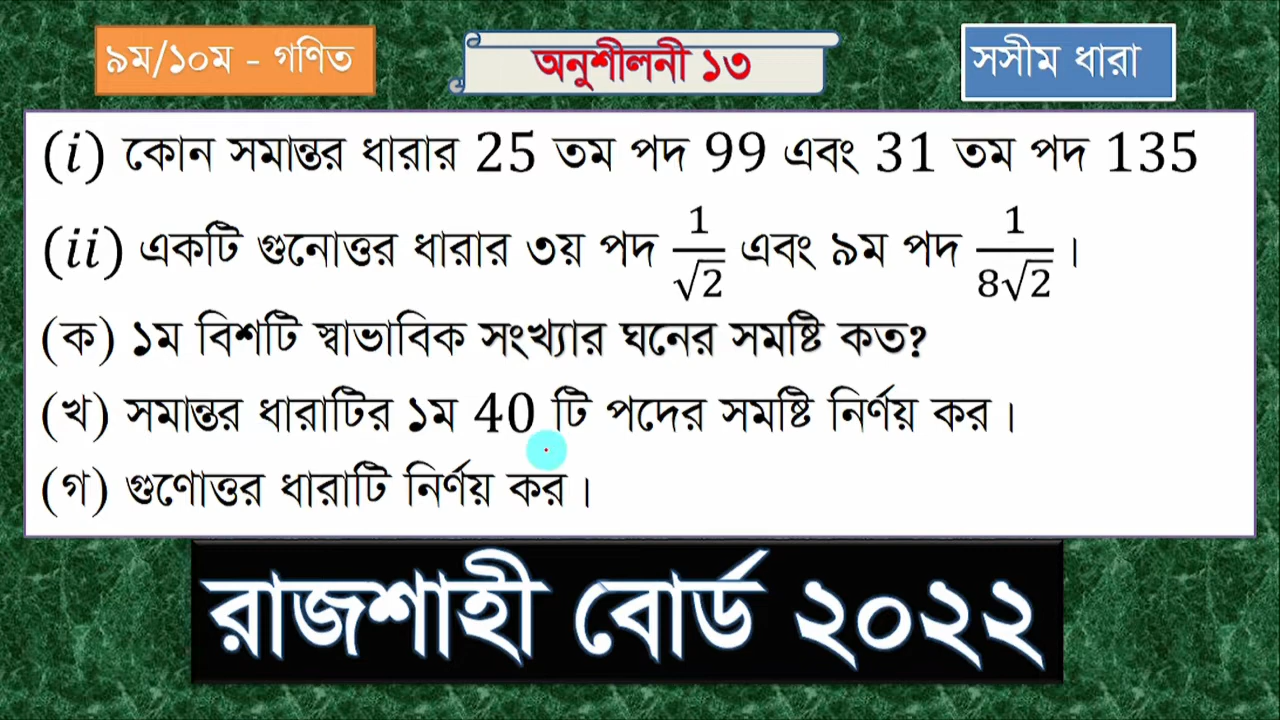 ৯ম/১০ম - গণিত
অনুশীলনী ১৩
সসীম ধারা
(i) কোন সমান্তর ধারার 25 তম পদ 99 এবং 31 তম পদ 135
(ii) একটি গুনোত্তর ধারার ৩য় পদ 1/√2 এবং ৯ম পদ 1/8√2 ।
(ক) ১ম বিশটি স্বাভাবিক সংখ্যার ঘনের সমষ্টি কত?
(খ) সমান্তর ধারাটির ১ম 40 টি পদের সমষ্টি নির্ণয় কর।
(গ) গুণোত্তর ধারাটি নির্ণয় কর।
রাজশাহী বোর্ড ২০২২